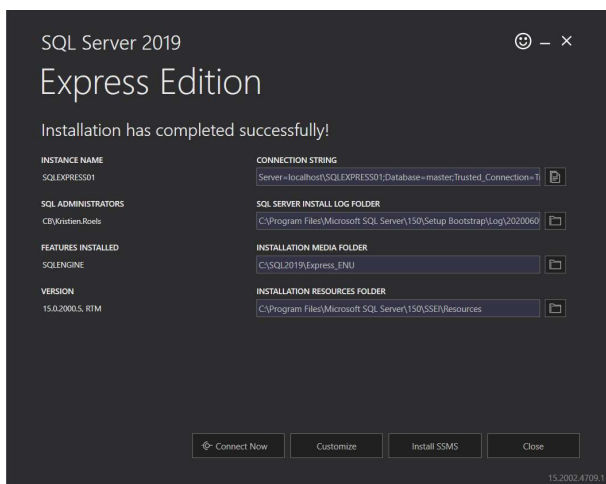 SQL Server 2019
Express Edition
Installation has completed successfully!
INSTANCE NAME
SQLEXPRESS01
CONNECTION STRING
Server=localhost\SQLEXPRESS01;Database=master;Trusted_Connection=T
SQL ADMINISTRATORS
CB\Kristien.Roels
SQL SERVER INSTALL LOG FOLDER
C:\Program Files\Microsoft SQL Server\150\Setup Bootstrap\Log\2020060
FEATURES INSTALLED
SQLENGINE
INSTALLATION MEDIA FOLDER
C:\SQL2019\Express_ENU
VERSION
15.0.2000.5, RTM
INSTALLATION RESOURCES FOLDER
C:\Program Files\Microsoft SQL Server\150\SSEI\Resources
Connect Now
Customize
Install SSMS
Close
15.2002.4709.1